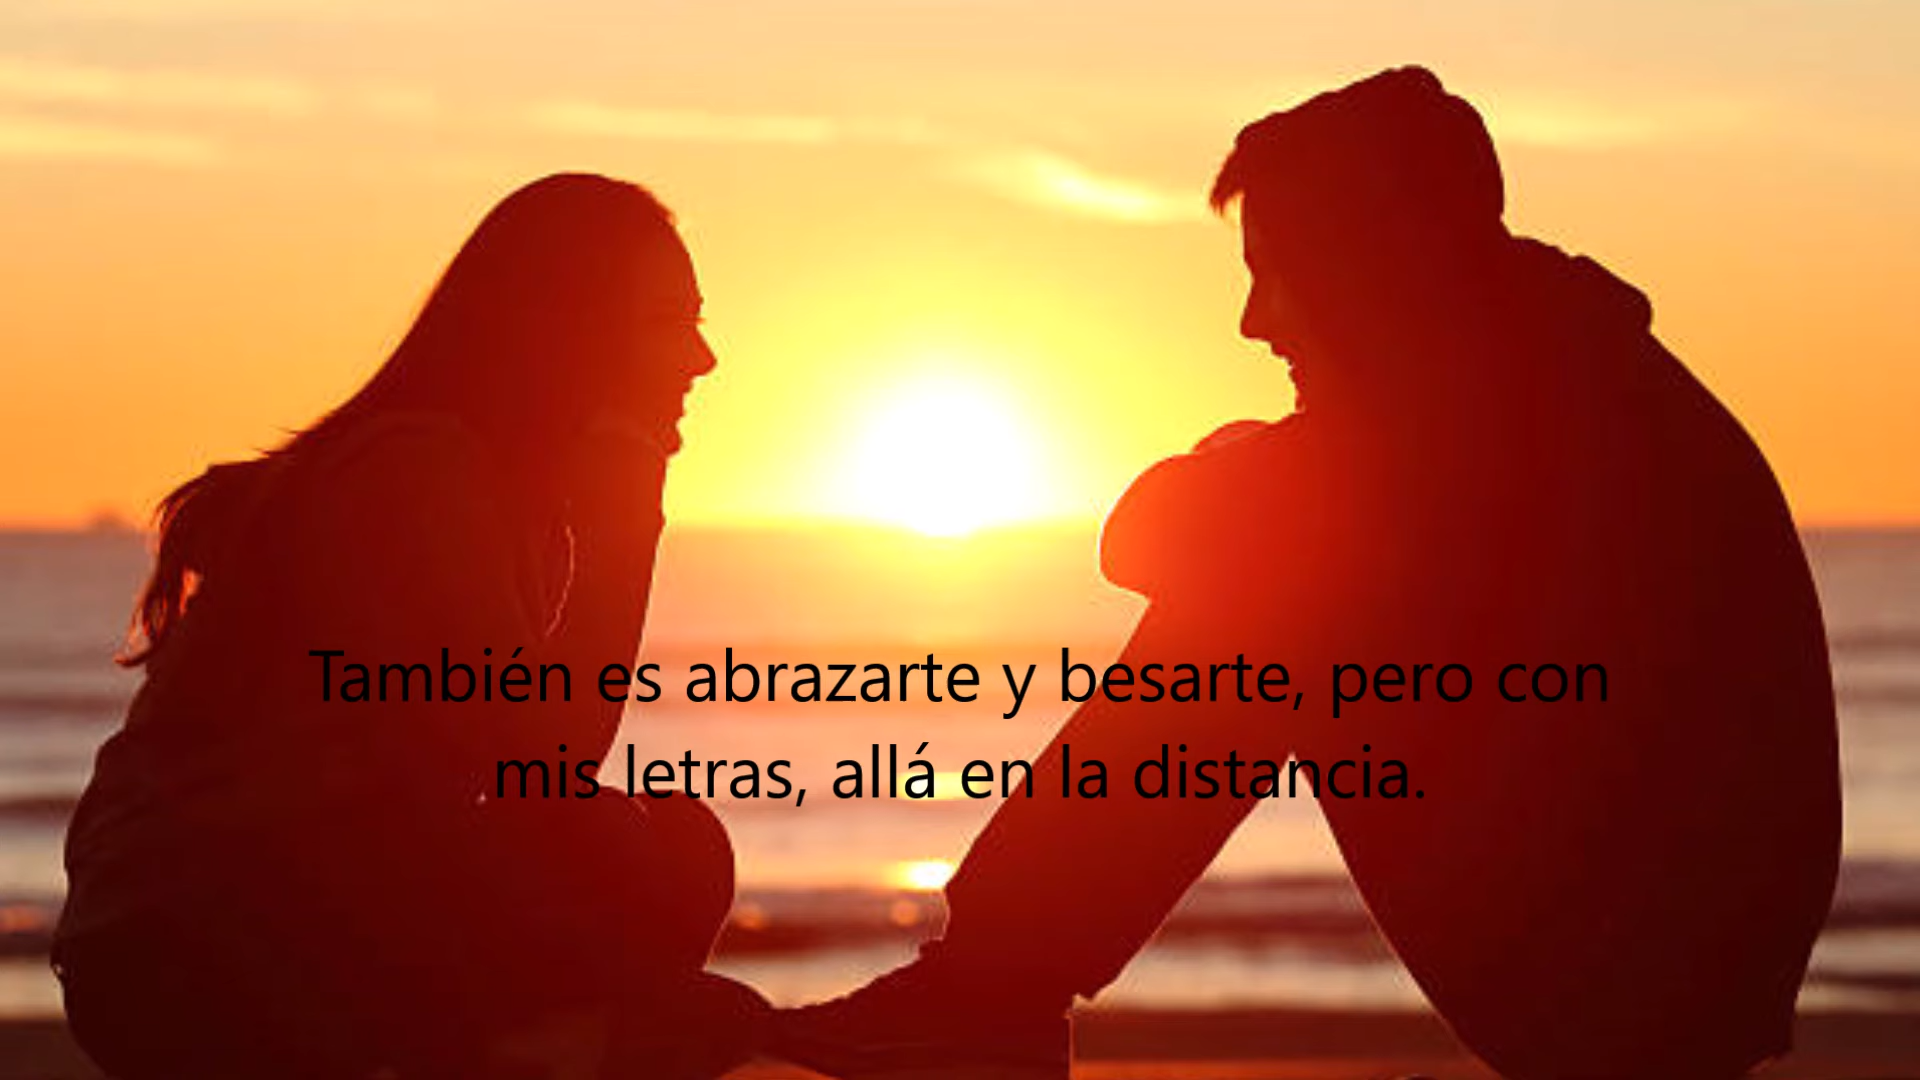 También es abrazarte y besarte, pero con
mis letras, allá en la distancia.